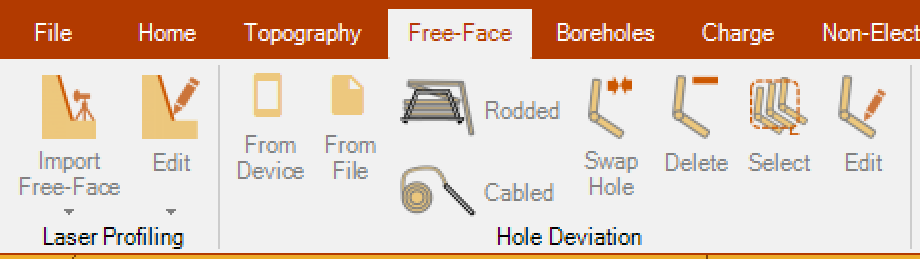 File Home Topography Free-Face Boreholes Charge Non-Elect
Import
Free-Face
Edit
Laser Profiling
From
Device
From
File
Rodded
Cabled
Swap
Hole
Delete
Select
Edit
Hole Deviation